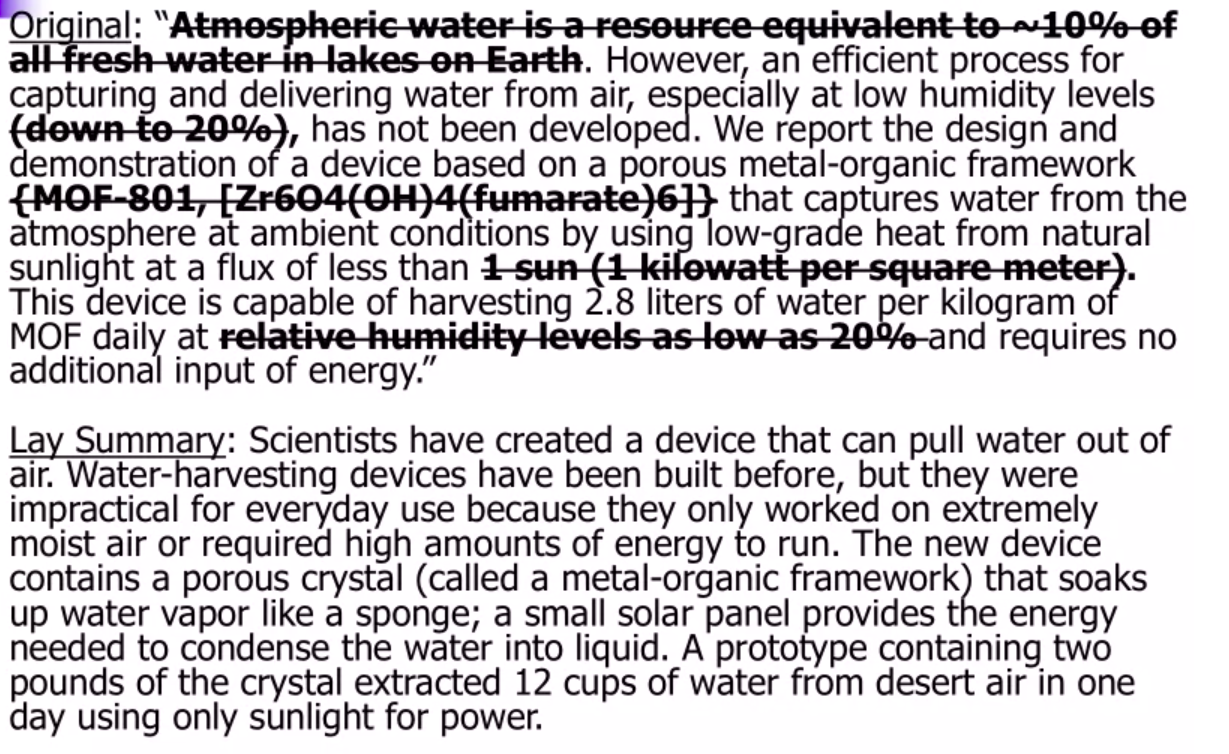 Original: “Atmospheric water is a resource equivalent to ~10% of
all fresh water in lakes on Earth. However, an efficient process for
capturing and delivering water from air, especially at low humidity levels
(down to 20%), has not been developed. We report the design and
demonstration of a device based on a porous metal-organic framework
{MOF-801, [Zr6O4(OH)4(fumarate)6]} that captures water from the
atmosphere at ambient conditions by using low-grade heat from natural
sunlight at a flux of less than 1 sun (1 kilowatt per square meter).
This device is capable of harvesting 2.8 liters of water per kilogram of
MOF daily at relative humidity levels as low as 20% and requires no
additional input of energy.”
Lay Summary: Scientists have created a device that can pull water out of
air. Water-harvesting devices have been built before, but they were
impractical for everyday use because they only worked on extremely
moist air or required high amounts of energy to run. The new device
contains a porous crystal (called a metal-organic framework) that soaks
up water vapor like a sponge; a small solar panel provides the energy
needed to condense the water into liquid. A prototype containing two
pounds of the crystal extracted 12 cups of water from desert air in one
day using only sunlight for power.